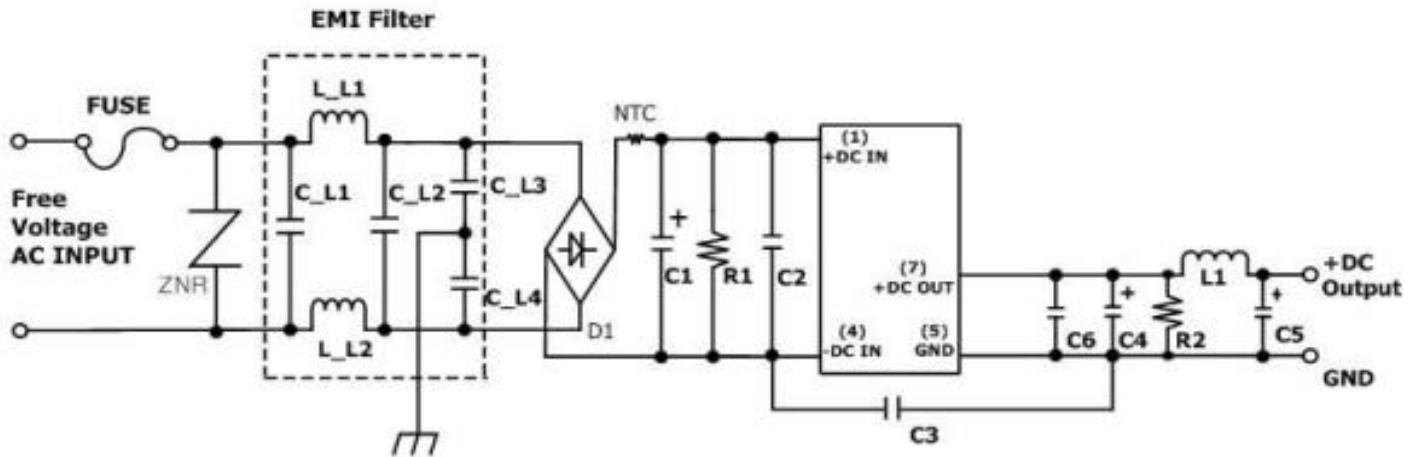 EMI Filter
L_L1
FUSE
NTC
(1)
+DC IN
C_L1
C_L2
C_L3
Free
Voltage
AC INPUT
+
C1
R1
C2
ZNR
C_L4
(7)
+DC OUT
L1
+DC
Output
+
+
D1
(4)
-DC IN
(5)
GND
C6
C4
R2
C5
L_L2
GND
C3